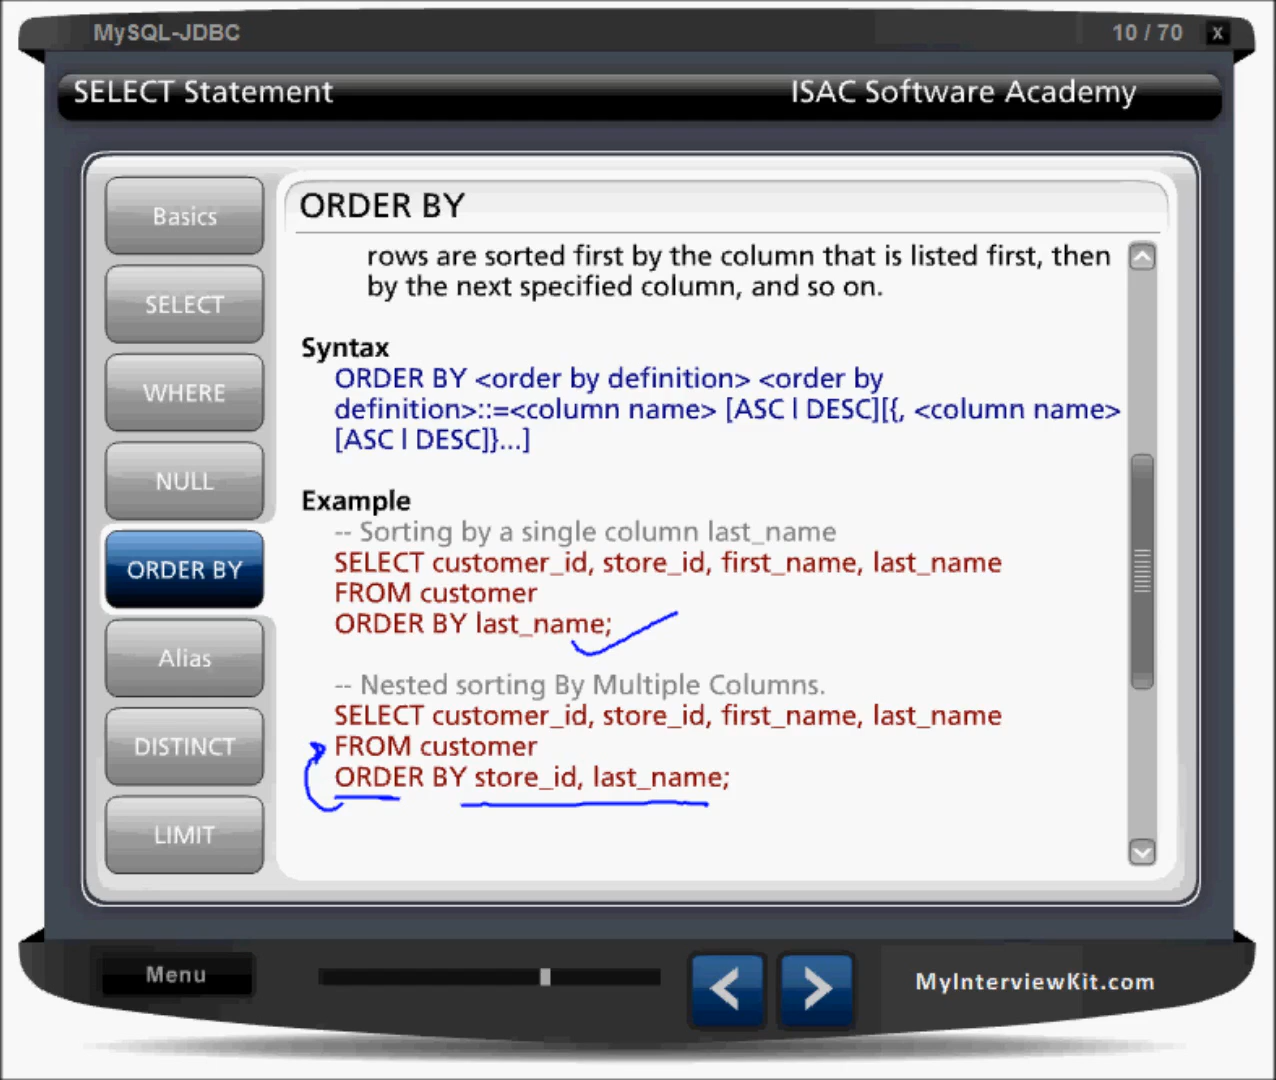 MySQL-JDBC
10 / 70
X
SELECT Statement
ISAC Software Academy
Basics
SELECT
WHERE
NULL
ORDER BY
Alias
DISTINCT
LIMIT
ORDER BY
rows are sorted first by the column that is listed first, then
by the next specified column, and so on.
Syntax
ORDER BY <order by definition> <order by
definition>::=<column name> [ASC | DESC][{, <column name>
[ASC | DESC]}...]
Example
-- Sorting by a single column last_name
SELECT customer_id, store_id, first_name, last_name
FROM customer
ORDER BY last_name;
-- Nested sorting By Multiple Columns.
SELECT customer_id, store_id, first_name, last_name
FROM customer
ORDER BY store_id, last_name;
Menu
MyInterviewKit.com